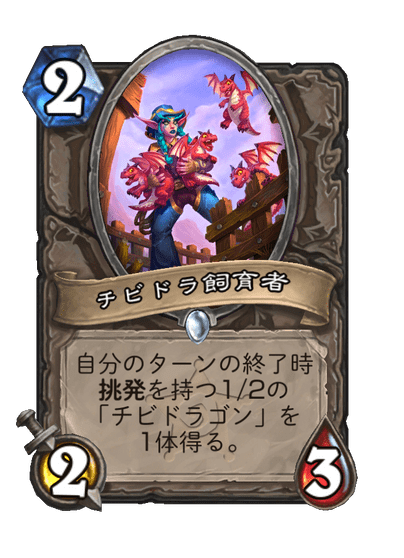 2
チビドラ飼育者
自分のターンの終了時
挑発を持つ1/2の
「チビドラゴン」を
1体得る。
2
3